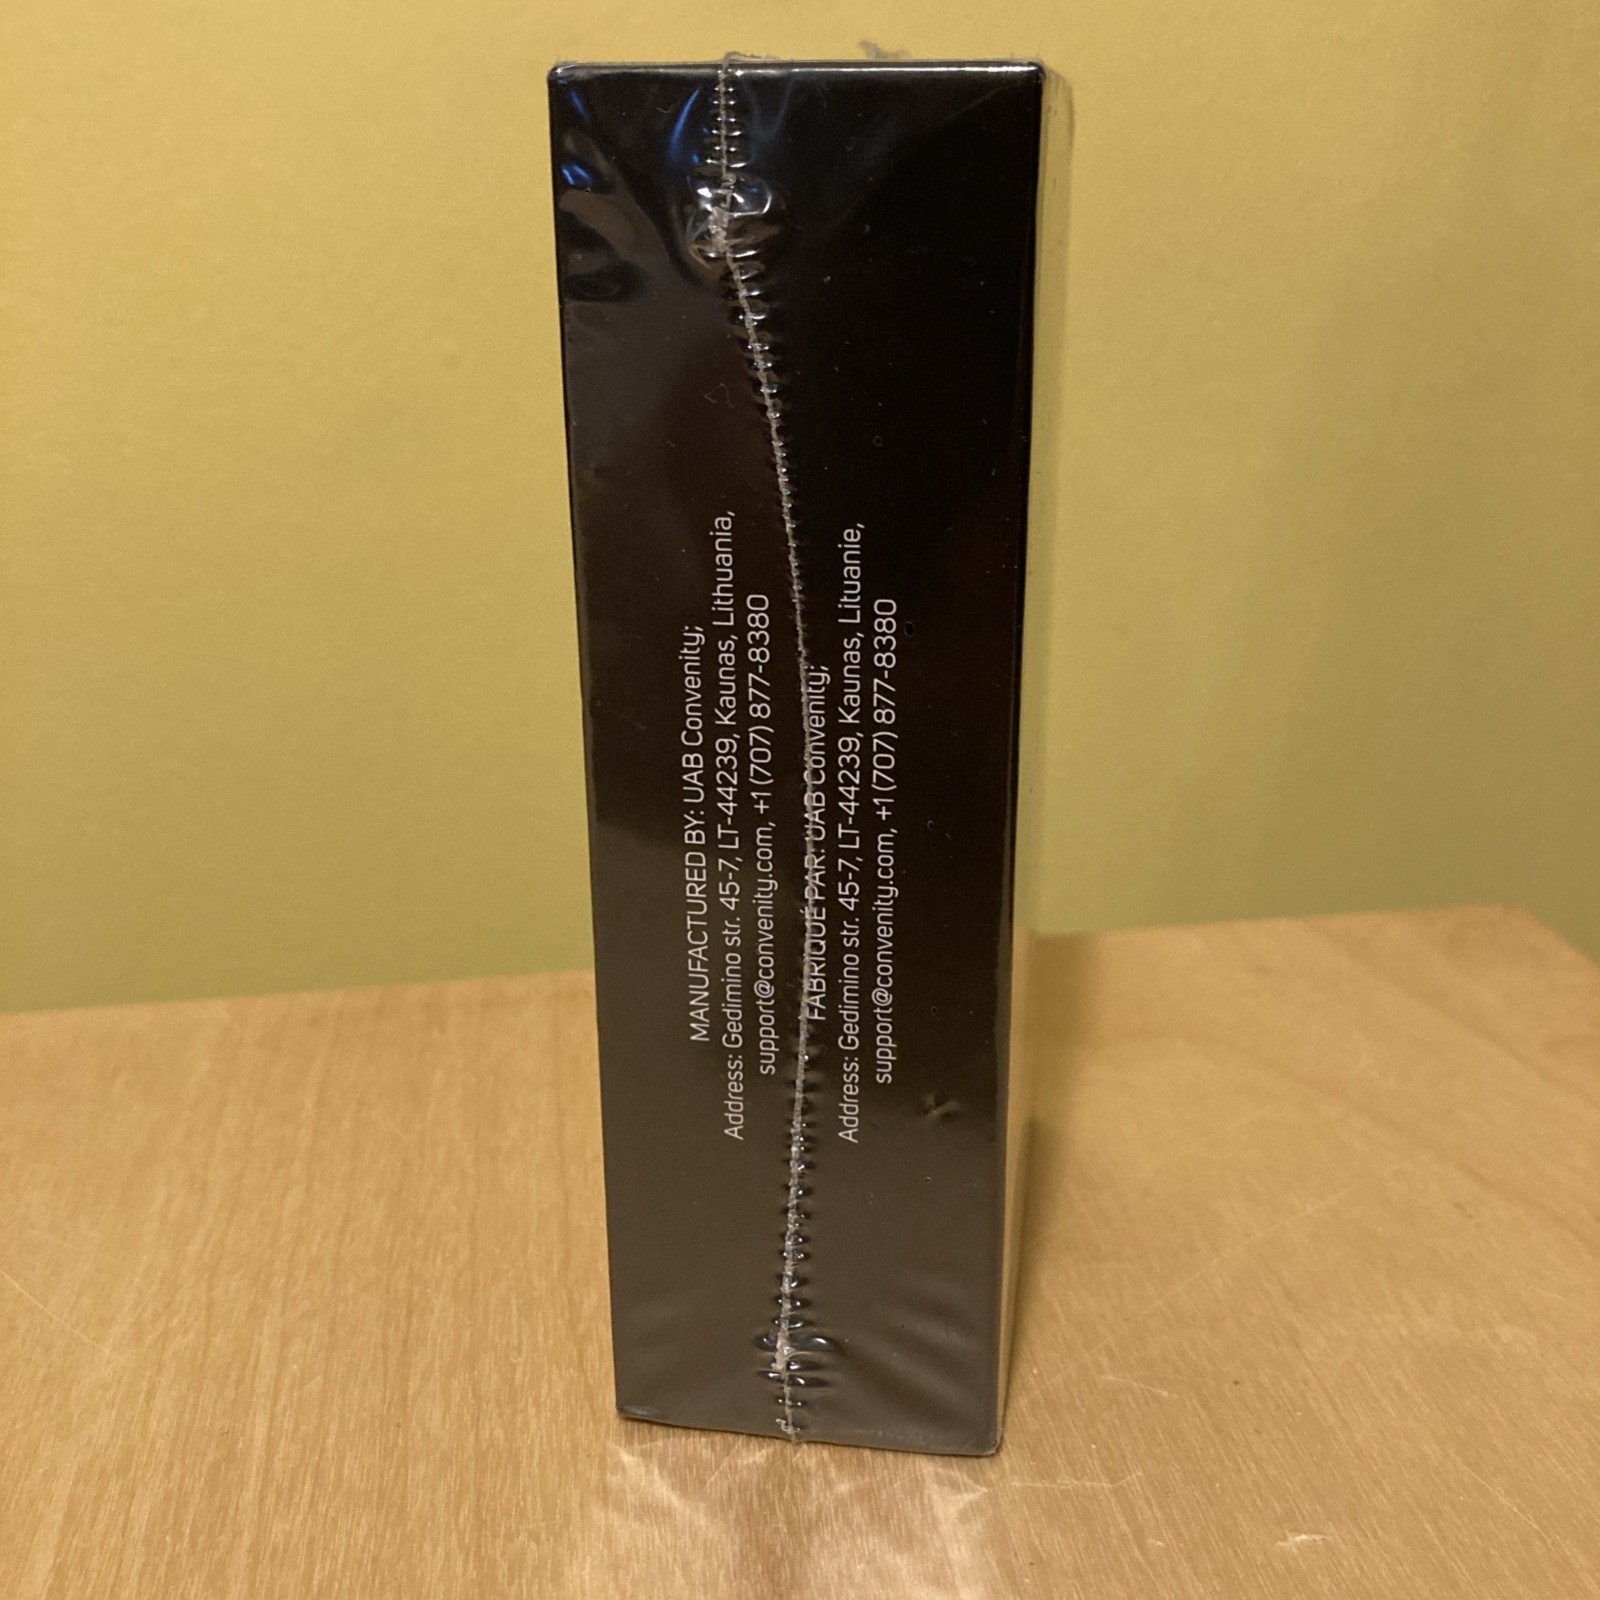 MANUFACTURED BY: UAB Convenity;
Address: Gedimino str. 45-7, LT-44239, Kaunas, Lithuania,
support@convenity.com, +1 (707) 877-8380
FABRIQUÉ PAR: UAB Convenity;
Address: Gedimino str. 45-7, LT-44239, Kaunas, Lituanie,
support@convenity.com, +1 (707) 877-8380